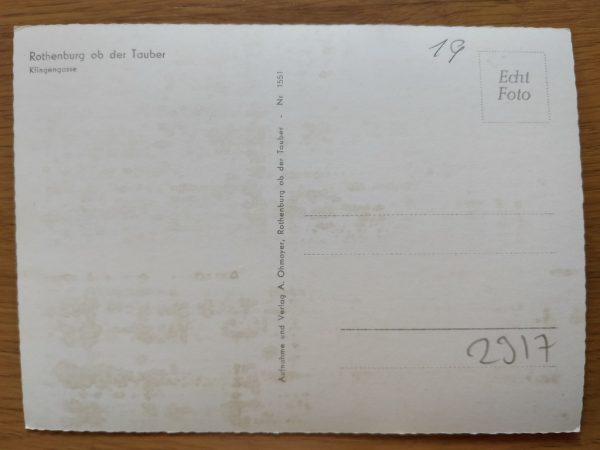 Rothenburg ob der Tauber
Klingengasse
19
Echt
Foto
Aufnahme und Verlag A. Ohmayer, Rothenburg ob der Tauber - Nr. 1551
2917